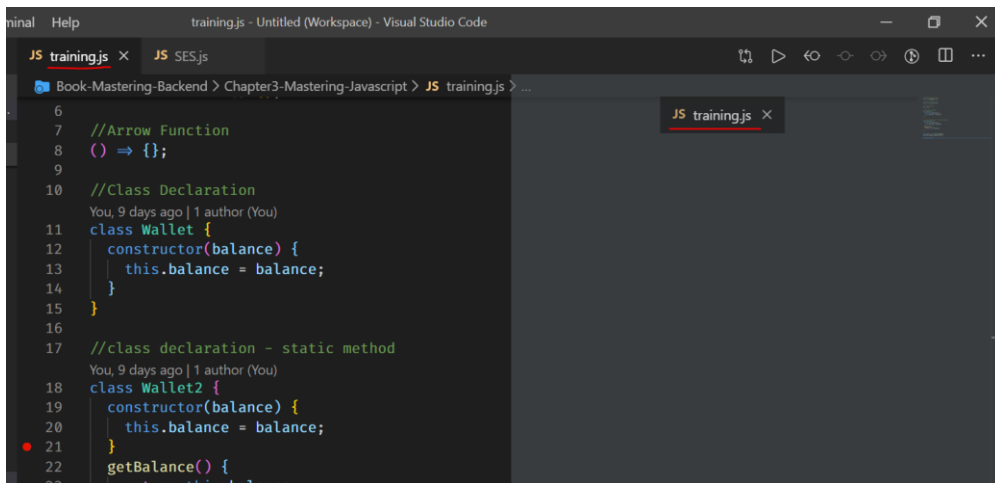 minal Help training.js - Untitled (Workspace) - Visual Studio Code
JS training.js × JS SES.js
Book-Mastering-Backend > Chapter3-Mastering-Javascript > JS training.js > ...
JS training.js ×
6
7 //Arrow Function
8 () ⇒ {};
9
10 //Class Declaration
You, 9 days ago | 1 author (You)
11 class Wallet {
12 constructor(balance) {
13 this.balance = balance;
14 }
15 }
16
17 //class declaration - static method
You, 9 days ago | 1 author (You)
18 class Wallet2 {
19 constructor(balance) {
20 this.balance = balance;
21 }
22 getBalance() {